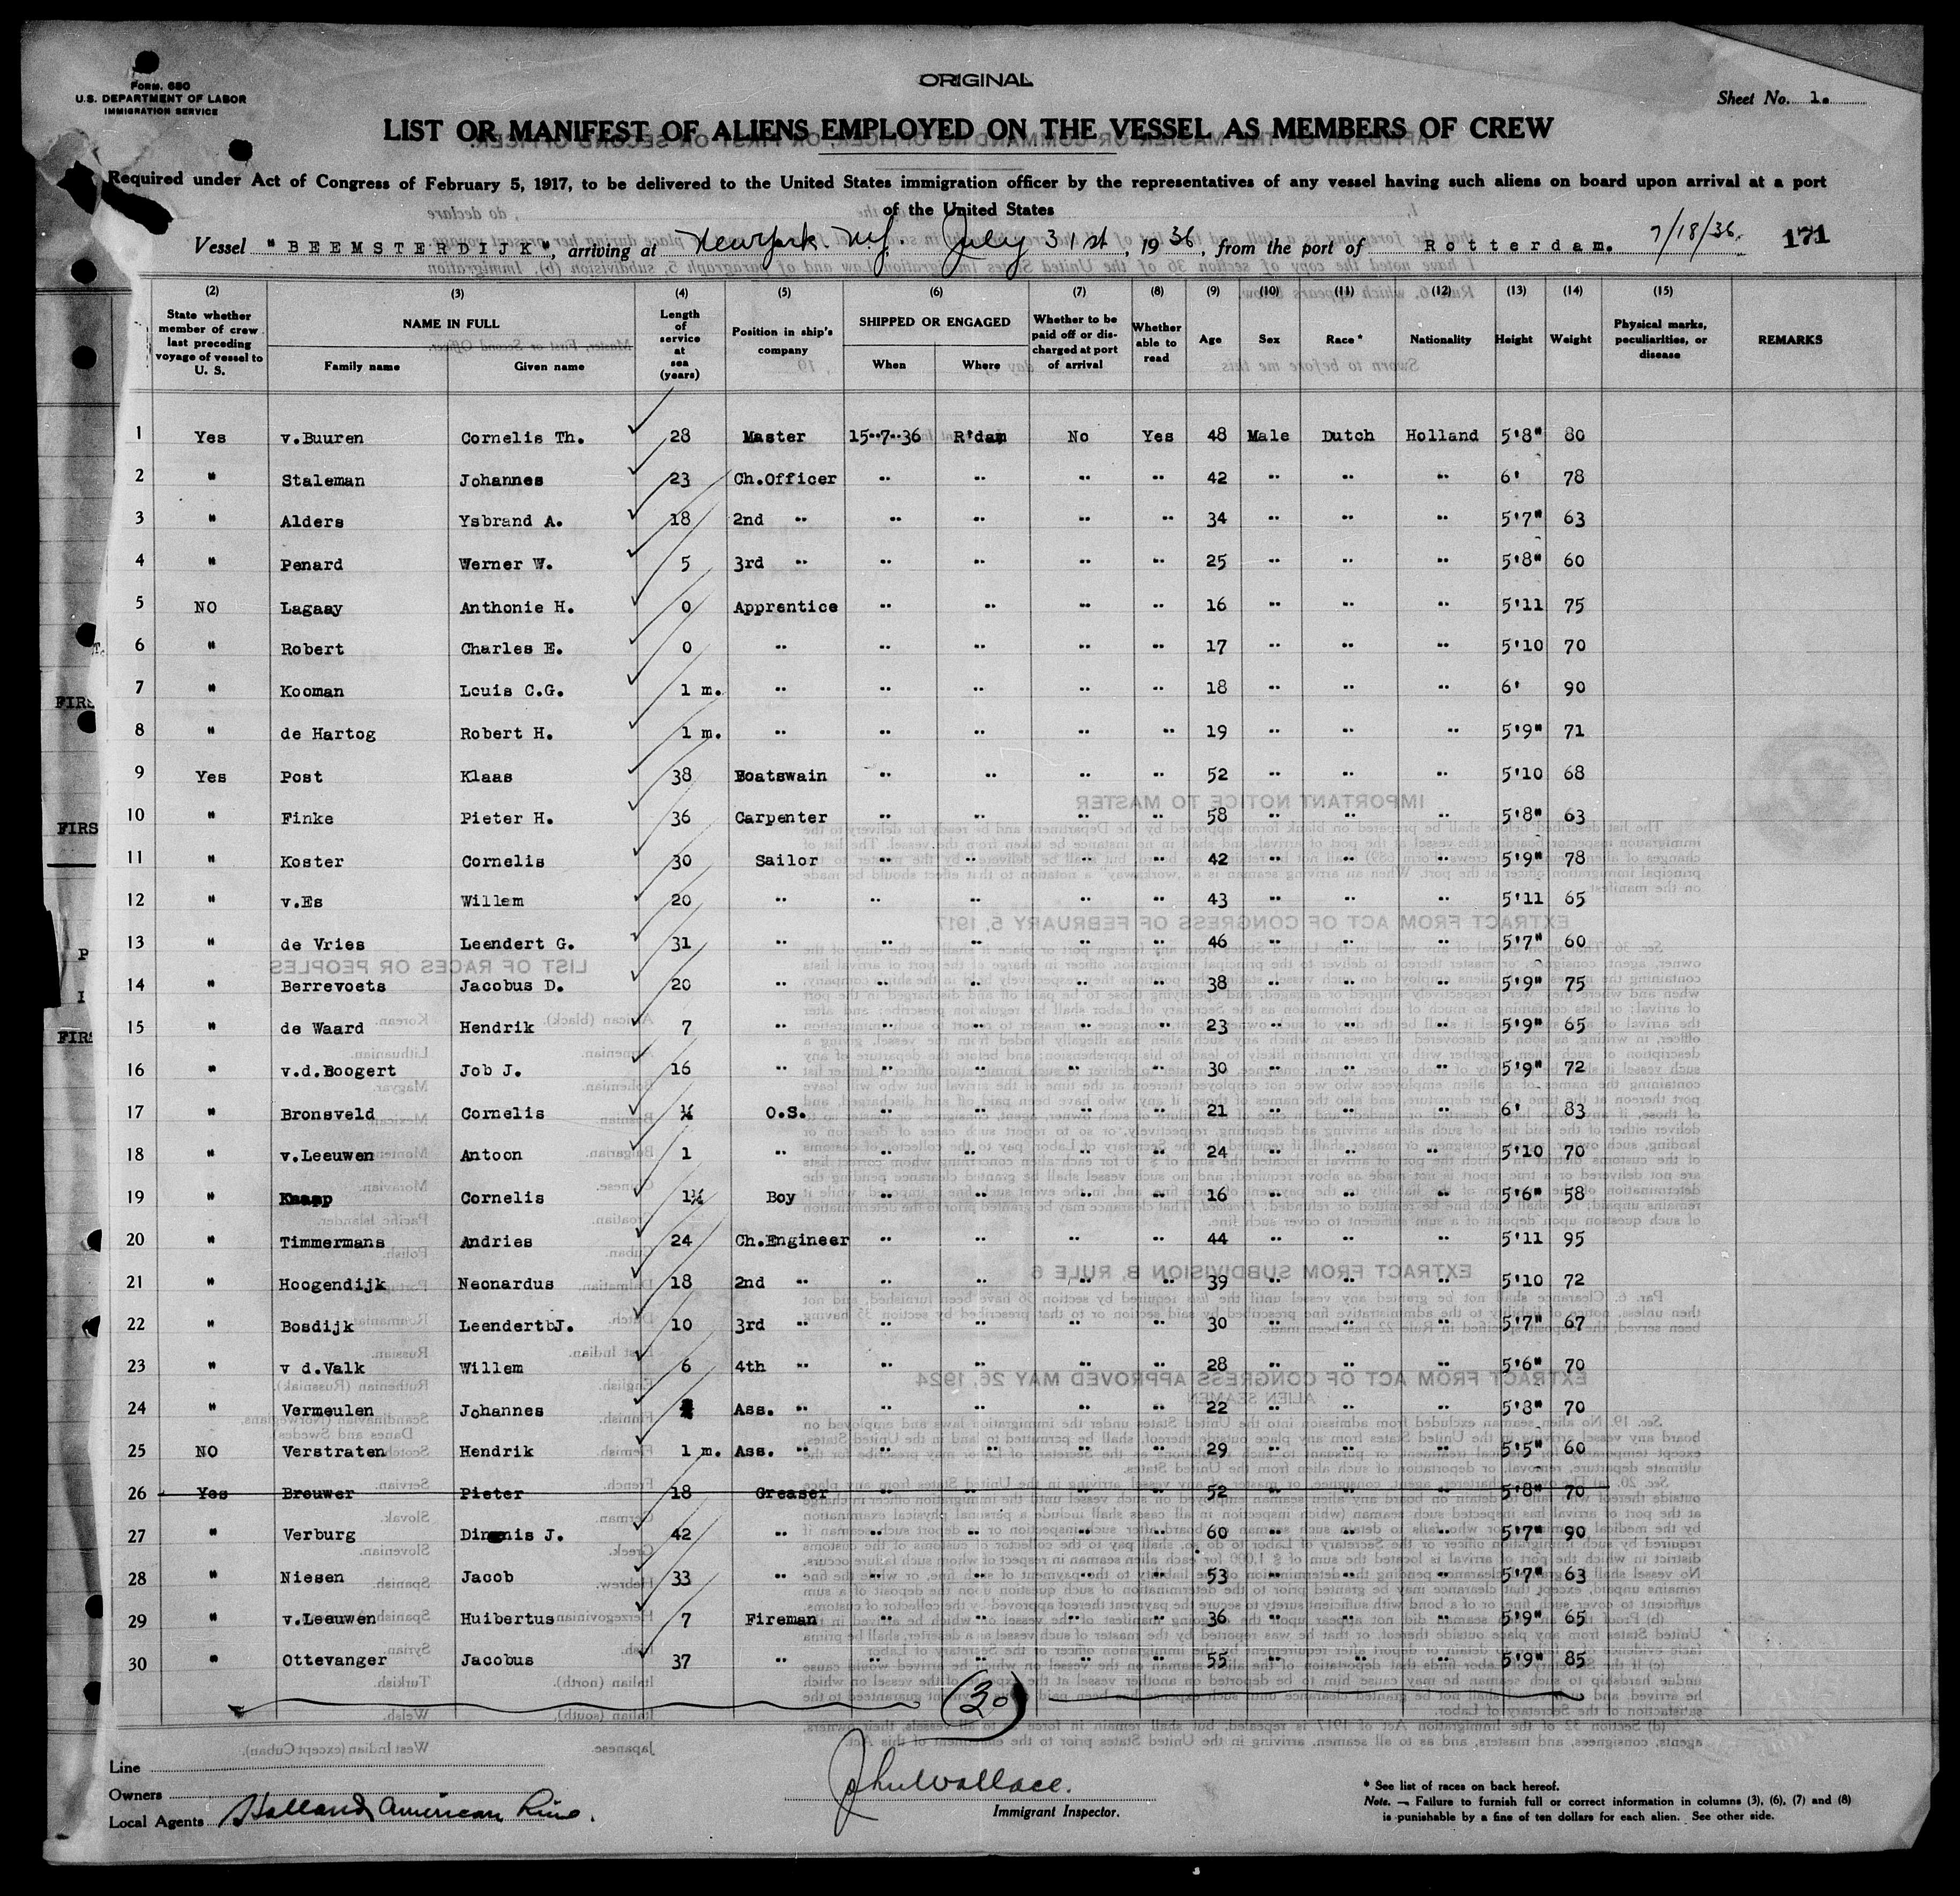 FORM. 680
U.S. DEPARTMENT OF LABOR
IMMIGRATION SERVICE
ORIGINAL
Sheet No. 1.
LIST OR MANIFEST OF ALIENS EMPLOYED ON THE VESSEL AS MEMBERS OF CREW
Required under Act of Congress of February 5, 1917, to be delivered to the United States immigration officer by the representatives of any vessel having such aliens on board upon arrival at a port
of the United States
Vessel "BEEMSTERDIJK", arriving at New York. N.Y. July 31st, 1936, from the port of Rotterdam. 7/18/36. 171
(2) (3) (4) (5) (6) (7) (8) (9) (10) (11) (12) (13) (14) (15)
State whether member of crew last preceding voyage of vessel to U. S. NAME IN FULL Family name Given name Length of service at sea (years) Position in ship's company SHIPPED OR ENGAGED When Where Whether to be paid off or discharged at port of arrival Whether able to read Age Sex Race* Nationality Height Weight Physical marks, peculiarities, or disease REMARKS
1 Yes v.Buuren Cornelis Th. 28 Master 15-7-36 R'dam No Yes 48 Male Dutch Holland 5'8" 80
2 " Staleman Johannes 23 Ch.Officer " " " " 42 " " " 6' 78
3 " Alders Ysbrand A. 18 2nd " " " " " 34 " " " 5'7" 63
4 " Penard Werner W. 5 3rd " " " " " 25 " " " 5'8" 60
5 NO Lagaay Anthonie H. 0 Apprentice " " " " 16 " " " 5'11 75
6 " Robert Charles E. 0 " " " " " 17 " " " 5'10 70
7 " Kooman Louis C.G. 1 m. " " " " " 18 " " " 6' 90
8 " de Hartog Robert H. 1 m. " " " " " 19 " " " 5'9" 71
9 Yes Post Klaas 38 Boatswain " " " " 52 " " " 5'10 68
10 " Finke Pieter H. 36 Carpenter " " " " 58 " " " 5'8" 63
11 " Koster Cornelis 30 Sailor " " " " 42 " " " 5'9" 78
12 " v.Es Willem 20 " " " " " 43 " " " 5'11 65
13 " de Vries Leendert G. 31 " " " " " 46 " " " 5'7" 60
14 " Berrevoets Jacobus D. 20 " " " " " 38 " " " 5'9" 75
15 " de Waard Hendrik 7 " " " " " 23 " " " 5'9" 65
16 " v.d.Boogert Job J. 16 " " " " " 30 " " " 5'9" 72
17 " Bronsveld Cornelis O.S. " " " " 21 " " " 6' 83
18 " v.Leeuwen Antoon 1 " " " " " 24 " " " 5'10 70
19 " Knaap Cornelis Boy " " " " 16 " " " 5'6" 58
20 " Timmermans Andries 24 Ch.Engineer " " " " 44 " " " 5'11 95
21 " Hoogendijk Neonardus 18 2nd " " " " " 39 " " " 5'10 72
22 " Bosdijk LeendertbJ. 10 3rd " " " " " 30 " " " 5'7" 67
23 " v d.Valk Willem 6 4th " " " " " 28 " " " 5'6" 70
24 " Vermeulen Johannes Ass. " " " " " 22 " " " 5'8" 70
25 NO Verstraten Hendrik 1 m. Ass. " " " " " 29 " " " 5'5" 60
26 Yes Brouwer Pieter 18 Greaser " " " " 52 " " " 5'8" 70
27 " Verburg J. 42 " " " " " 60 " " " 5'7" 90
28 " Niesen Jacob 33 " " " " " 53 " " " 5'7" 63
29 " v.Leeuwen Huibertus 7 Fireman " " " " 36 " " " 5'9" 65
30 " Ottevanger Jacobus 37 " " " " " 55 " " " 5'9" 85
(30)
Line
Owners
Local Agents Holland American Line.
John Wallace.
Immigrant Inspector.
* See list of races on back hereof.
Note. — Failure to furnish full or correct information in columns (3), (6), (7) and (8)
is punishable by a fine of ten dollars for each alien. See other side.